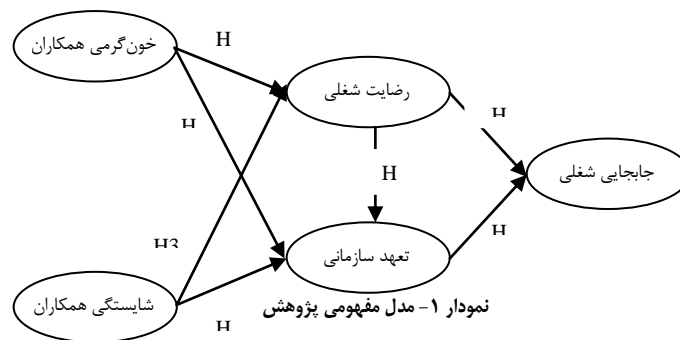 خون‌گرمی همکاران
H
رضایت شغلی
H
H
H
جابجایی شغلی
H3
تعهد سازمانی
H
شایستگی همکاران
H
نمودار ۱- مدل مفهومی پژوهش